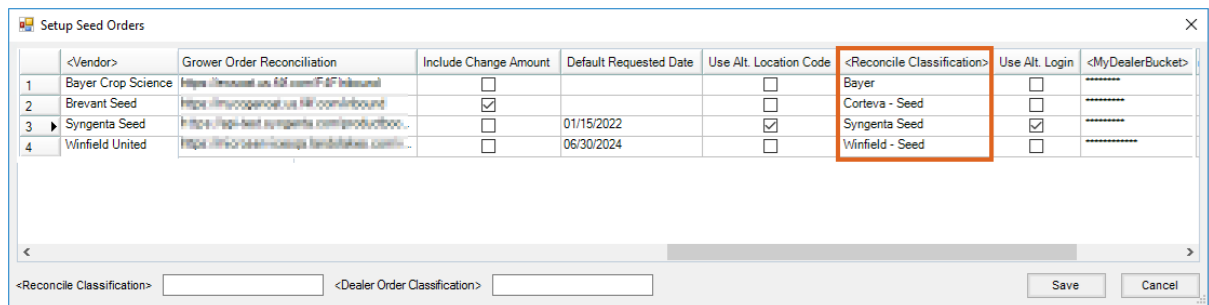 Setup Seed Orders
<Vendor> Grower Order Reconciliation Include Change Amount Default Requested Date Use Alt. Location Code <Reconcile Classification> Use Alt. Login <MyDealerBucket>
1 Bayer Crop Science Bayer ********
2 Brevant Seed Corteva - Seed *********
3 Syngenta Seed 01/15/2022 Syngenta Seed *********
4 Winfield United 06/30/2024 Winfield - Seed ************
<Reconcile Classification> <Dealer Order Classification> Save Cancel